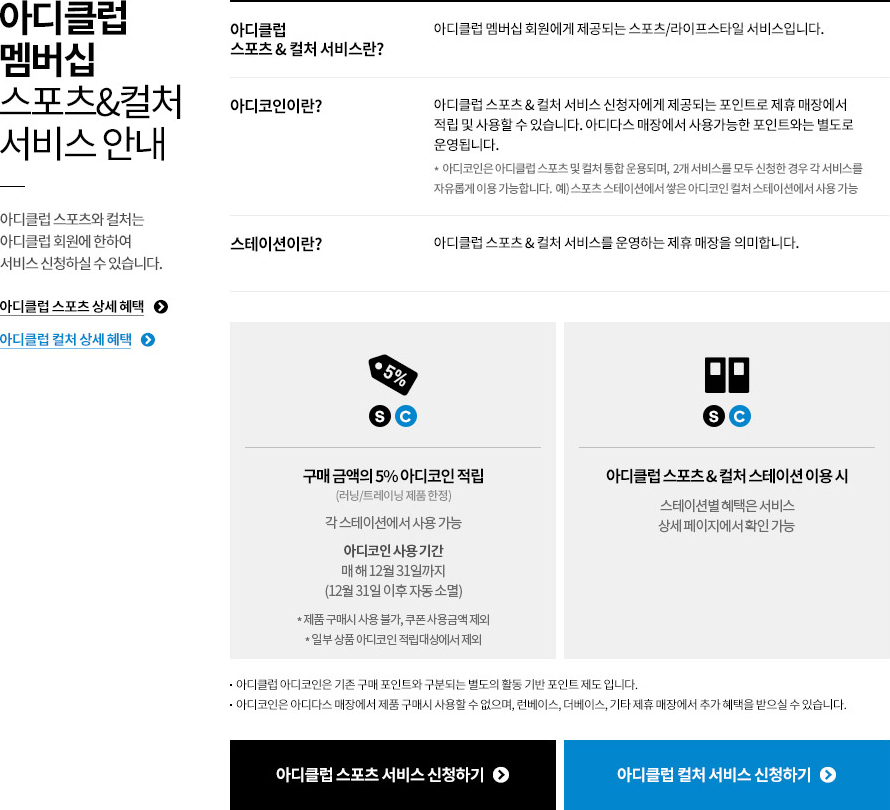 아디클럽
멤버십
스포츠&컬처
서비스 안내
아디클럽 스포츠와 컬처는
아디클럽 회원에 한하여
서비스 신청하실 수 있습니다.
아디클럽 스포츠 상세 혜택
아디클럽 컬처 상세 혜택
아디클럽
스포츠 & 컬처 서비스란?
아디클럽 멤버십 회원에게 제공되는 스포츠/라이프스타일 서비스입니다.
아디코인이란?
아디클럽 스포츠 & 컬처 서비스 신청자에게 제공되는 포인트로 제휴 매장에서
적립 및 사용할 수 있습니다. 아디다스 매장에서 사용가능한 포인트와는 별도로
운영됩니다.
* 아디코인은 아디클럽 스포츠 및 컬처 통합 운용되며, 2개 서비스를 모두 신청한 경우 각 서비스를
자유롭게 이용 가능합니다. 예) 스포츠 스테이션에서 쌓은 아디코인 컬처 스테이션에서 사용 가능
스테이션이란?
아디클럽 스포츠 & 컬처 서비스를 운영하는 제휴 매장을 의미합니다.
5%
S C
구매 금액의 5% 아디코인 적립
(러닝/트레이닝 제품 한정)
각 스테이션에서 사용 가능
아디코인 사용 기간
매 해 12월 31일까지
(12월 31일 이후 자동 소멸)
* 제품 구매시 사용 불가, 쿠폰 사용금액 제외
* 일부 상품 아디코인 적립대상에서 제외
S C
아디클럽 스포츠 & 컬처 스테이션 이용 시
스테이션별 혜택은 서비스
상세 페이지에서 확인 가능
· 아디클럽 아디코인은 기존 구매 포인트와 구분되는 별도의 활동 기반 포인트 제도 입니다.
· 아디코인은 아디다스 매장에서 제품 구매시 사용할 수 없으며, 런베이스, 더베이스, 기타 제휴 매장에서 추가 혜택을 받으실 수 있습니다.
아디클럽 스포츠 서비스 신청하기
아디클럽 컬처 서비스 신청하기